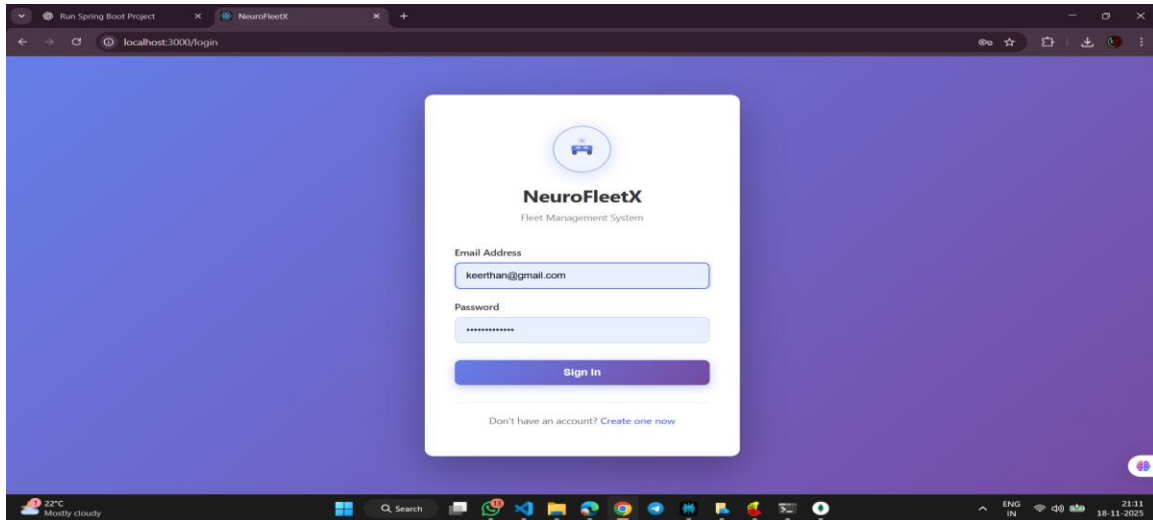 Run Spring Boot Project
NeuroFleetX
localhost:3000/login
NeuroFleetX
Fleet Management System
Email Address
keerthan@gmail.com
Password
•••••••••••••
Sign In
Don't have an account? Create one now
1
22°C
Mostly cloudy
Search
13
ENG
IN
21:11
18-11-2025